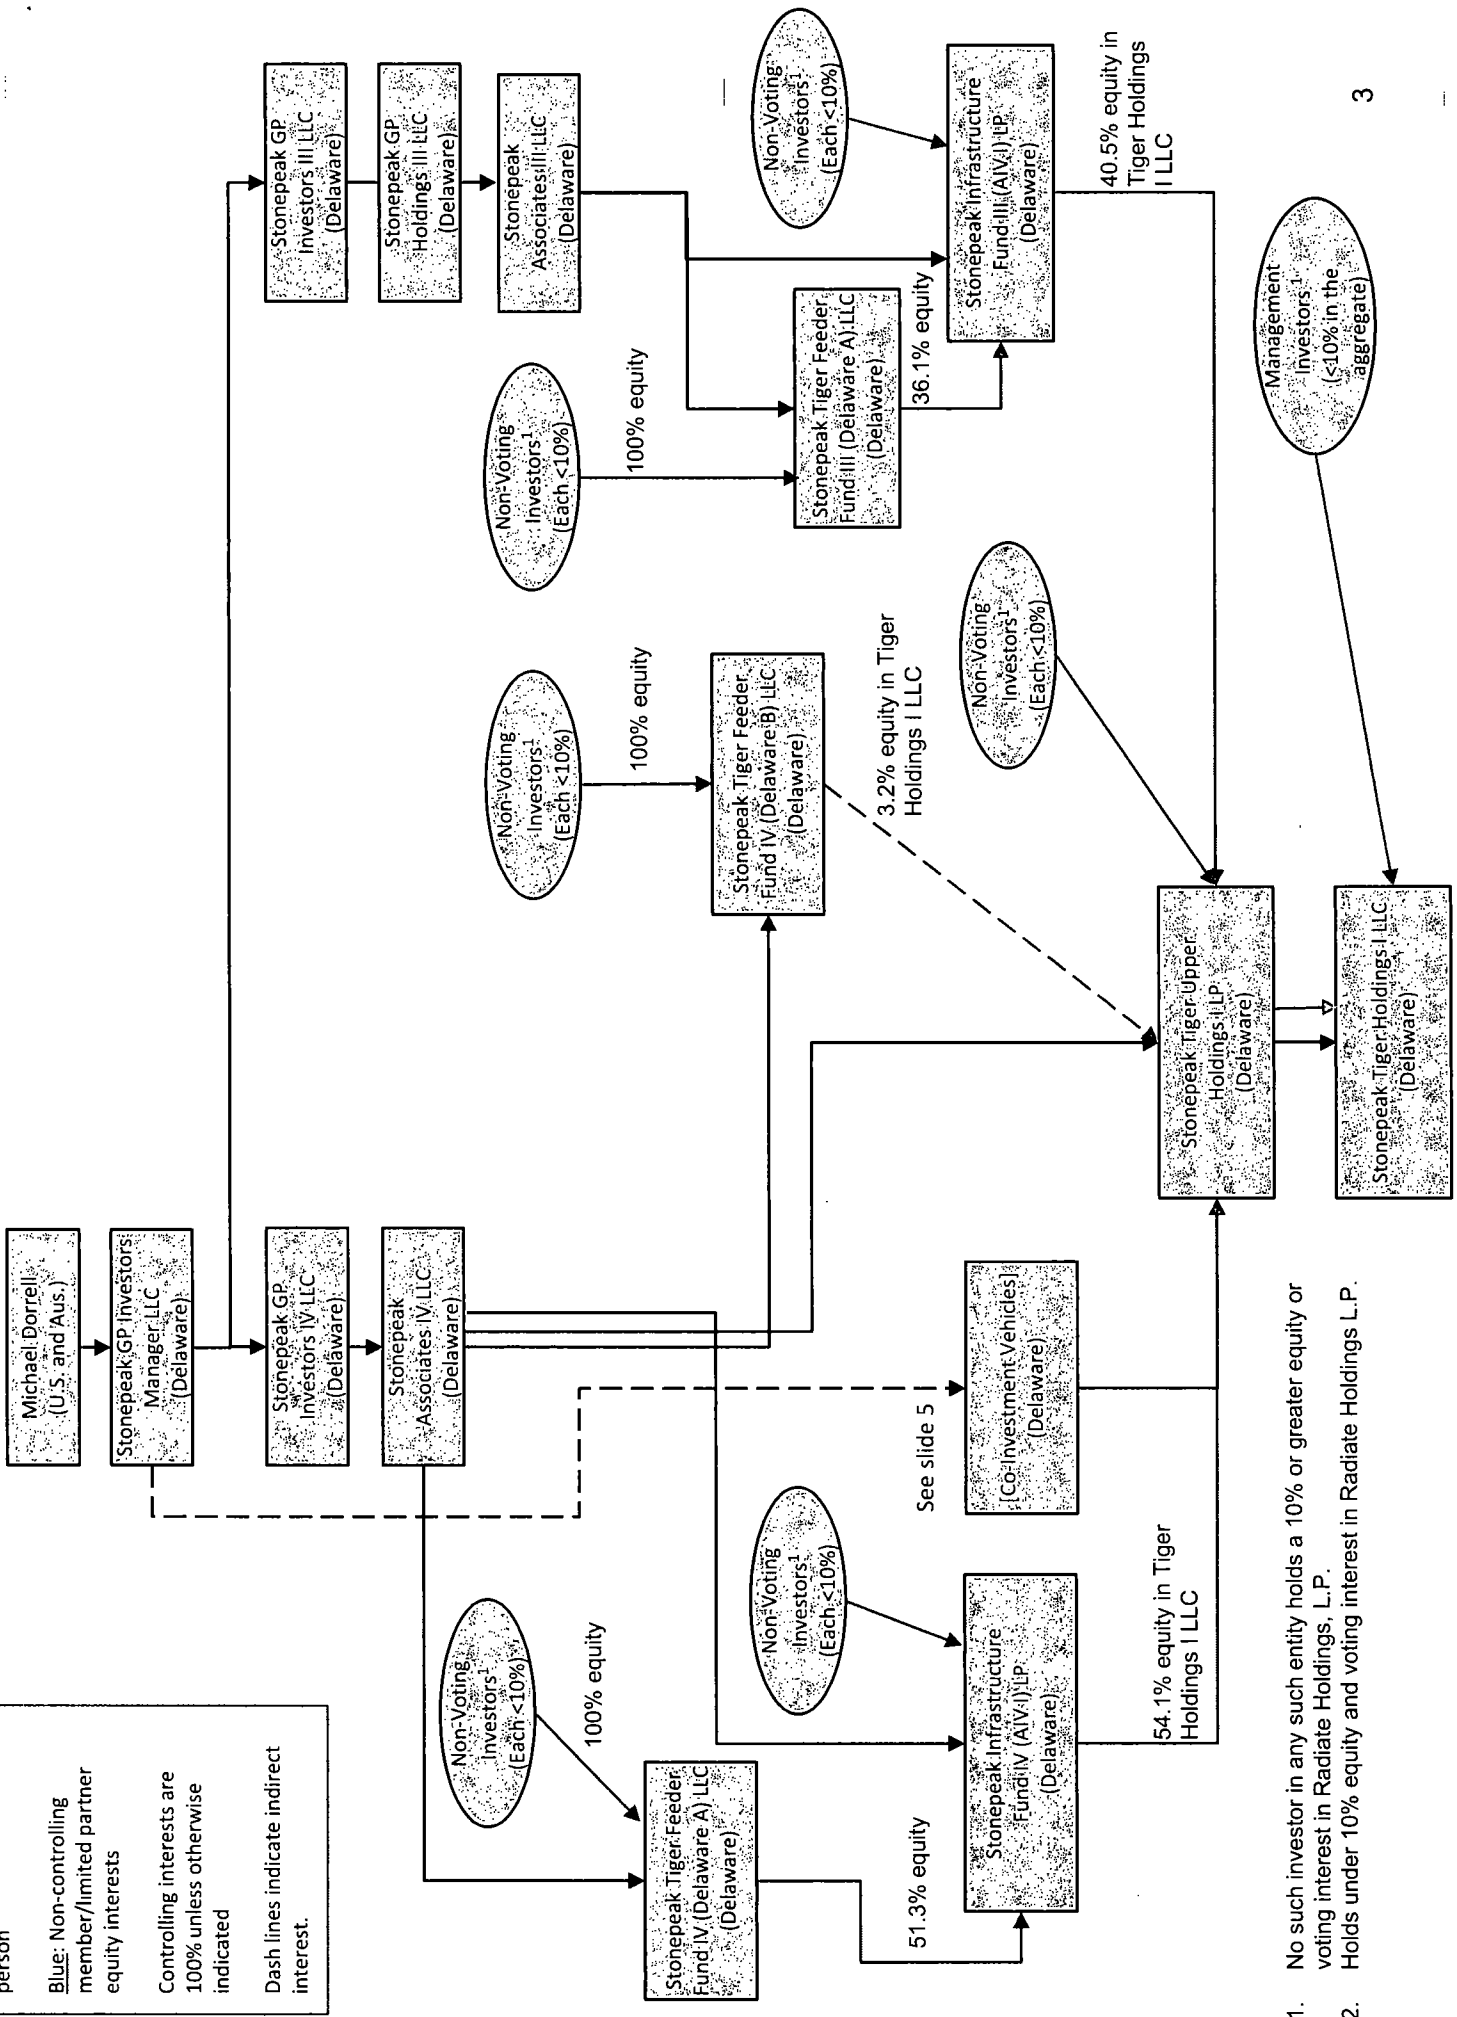 person
Blue: Non-controlling
member/limited partner
equity interests
Controlling interests are
100% unless otherwise
indicated
Dash lines indicate indirect
interest.
Michael Dorrell
(U.S. and Aus.)
Stonepeak GP Investors
Manager LLC
(Delaware)
Stonepeak GP
Investors IV LLC
(Delaware)
Stonepeak
Associates IV LLC
(Delaware)
Stonepeak GP
Investors III LLC
(Delaware)
Stonepeak GP
Holdings III LLC
(Delaware)
Stonepeak
Associates III LLC
(Delaware)
Non-Voting
Investors1
(Each <10%)
100% equity
Stonepeak Tiger Feeder
Fund IV (Delaware A) LLC
(Delaware)
51.3% equity
Non-Voting
Investors1
(Each <10%)
Stonepeak Infrastructure
Fund IV (AIV I) LP
(Delaware)
54.1% equity in Tiger
Holdings I LLC
See slide 5
[Co-Investment Vehicles]
(Delaware)
Non-Voting
Investors1
(Each <10%)
100% equity
Stonepeak Tiger Feeder
Fund IV (Delaware B) LLC
(Delaware)
3.2% equity in Tiger
Holdings I LLC
Non-Voting
Investors1
(Each <10%)
100% equity
Stonepeak Tiger Feeder
Fund III (Delaware A) LLC
(Delaware)
36.1% equity
Non-Voting
Investors1
(Each <10%)
Stonepeak Infrastructure
Fund III (AIV I) LP
(Delaware)
40.5% equity in
Tiger Holdings
I LLC
Non-Voting
Investors1
(Each <10%)
Stonepeak Tiger Upper
Holdings I LP
(Delaware)
Management
Investors1
(<10% in the
aggregate)
Stonepeak Tiger Holdings I LLC
(Delaware)
1. No such investor in any such entity holds a 10% or greater equity or
voting interest in Radiate Holdings, L.P.
2. Holds under 10% equity and voting interest in Radiate Holdings L.P.
3